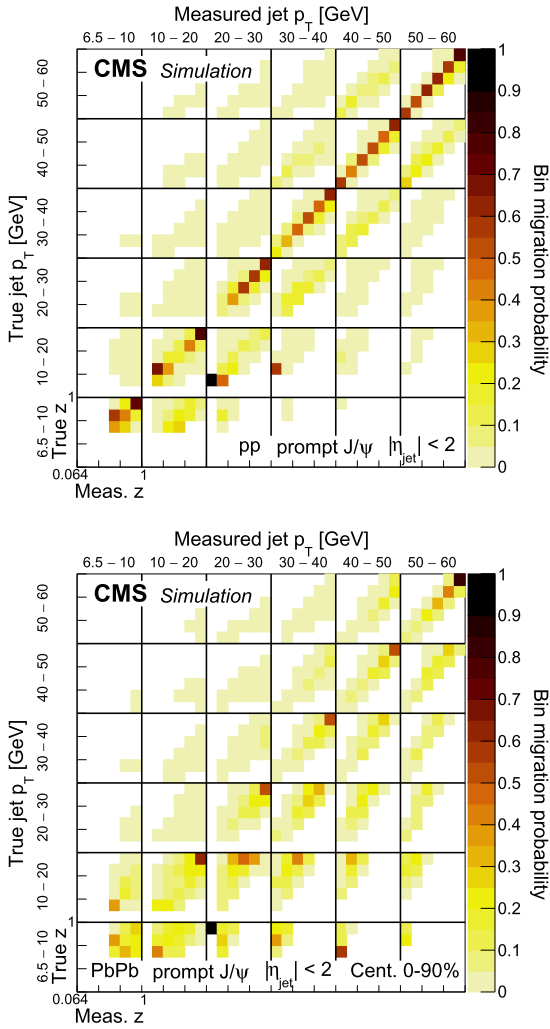 Measured jet p_T [GeV]
6.5 – 10 10 – 20 20 – 30 30 – 40 40 – 50 50 – 60
CMS Simulation
True jet p_T [GeV]
50 – 60
40 – 50
30 – 40
20 – 30
10 – 20
6.5 – 10
True z
1
0.064
1
Meas. z
pp prompt J/ψ |η_jet| < 2
1
0.9
0.8
0.7
0.6
0.5
0.4
0.3
0.2
0.1
0
Bin migration probability
Measured jet p_T [GeV]
6.5 – 10 10 – 20 20 – 30 30 – 40 40 – 50 50 – 60
CMS Simulation
True jet p_T [GeV]
50 – 60
40 – 50
30 – 40
20 – 30
10 – 20
6.5 – 10
True z
1
0.064
1
Meas. z
PbPb prompt J/ψ |η_jet| < 2 Cent. 0-90%
1
0.9
0.8
0.7
0.6
0.5
0.4
0.3
0.2
0.1
0
Bin migration probability